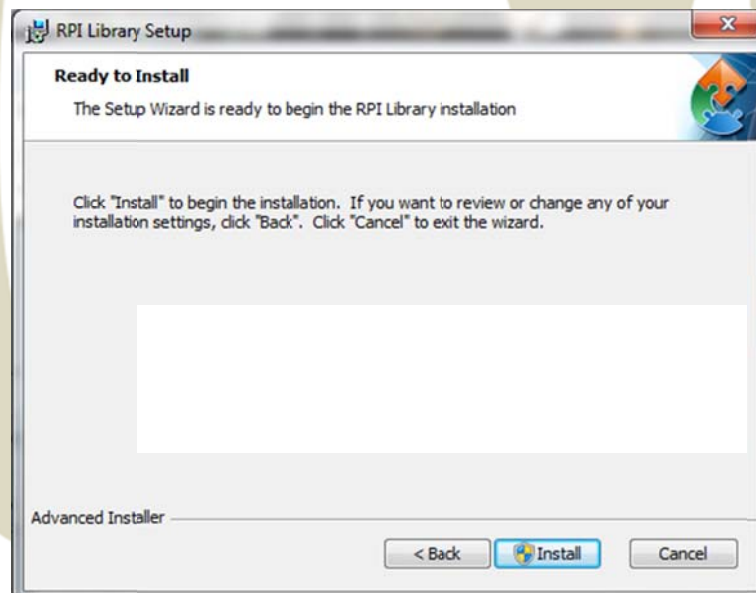 RPI Library Setup
Ready to Install
The Setup Wizard is ready to begin the RPI Library installation
Click "Install" to begin the installation. If you want to review or change any of your
installation settings, click "Back". Click "Cancel" to exit the wizard.
Advanced Installer
< Back Install Cancel